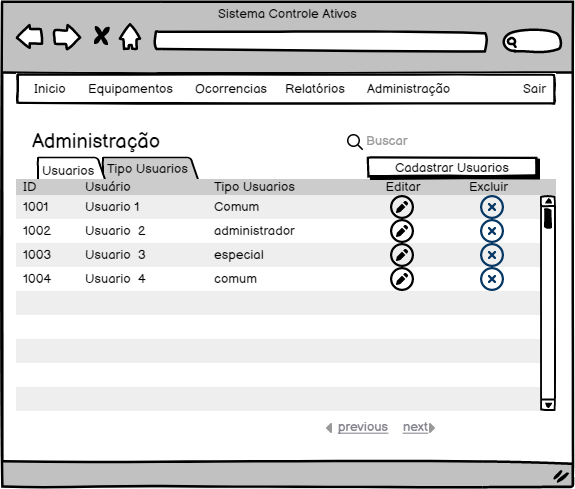 Sistema Controle Ativos
Inicio Equipamentos Ocorrencias Relatórios Administração Sair
Administração Buscar
Usuarios Tipo Usuarios Cadastrar Usuarios
ID Usuário Tipo Usuarios Editar Excluir
1001 Usuario 1 Comum
1002 Usuario 2 administrador
1003 Usuario 3 especial
1004 Usuario 4 comum
previous next